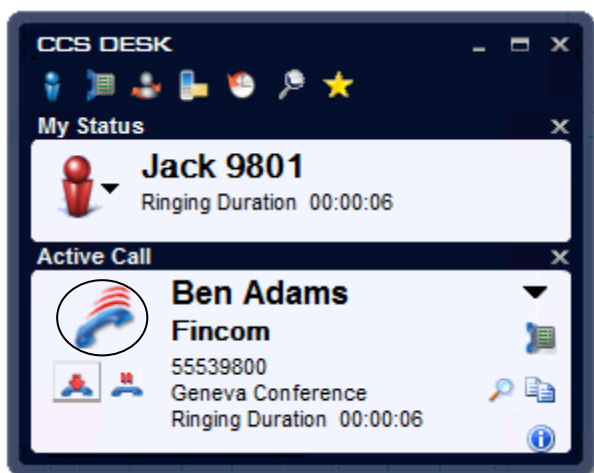 CCS DESK
My Status
Jack 9801
Ringing Duration 00:00:06
Active Call
Ben Adams
Fincom
55539800
Geneva Conference
Ringing Duration 00:00:06